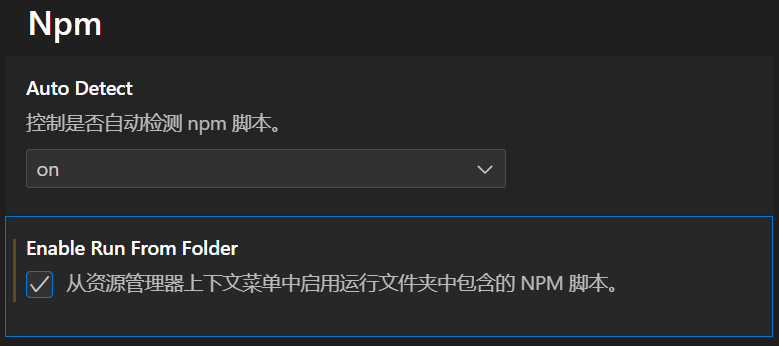 Npm
Auto Detect
控制是否自动检测 npm 脚本。
on
Enable Run From Folder
从资源管理器上下文菜单中启用运行文件夹中包含的 NPM 脚本。